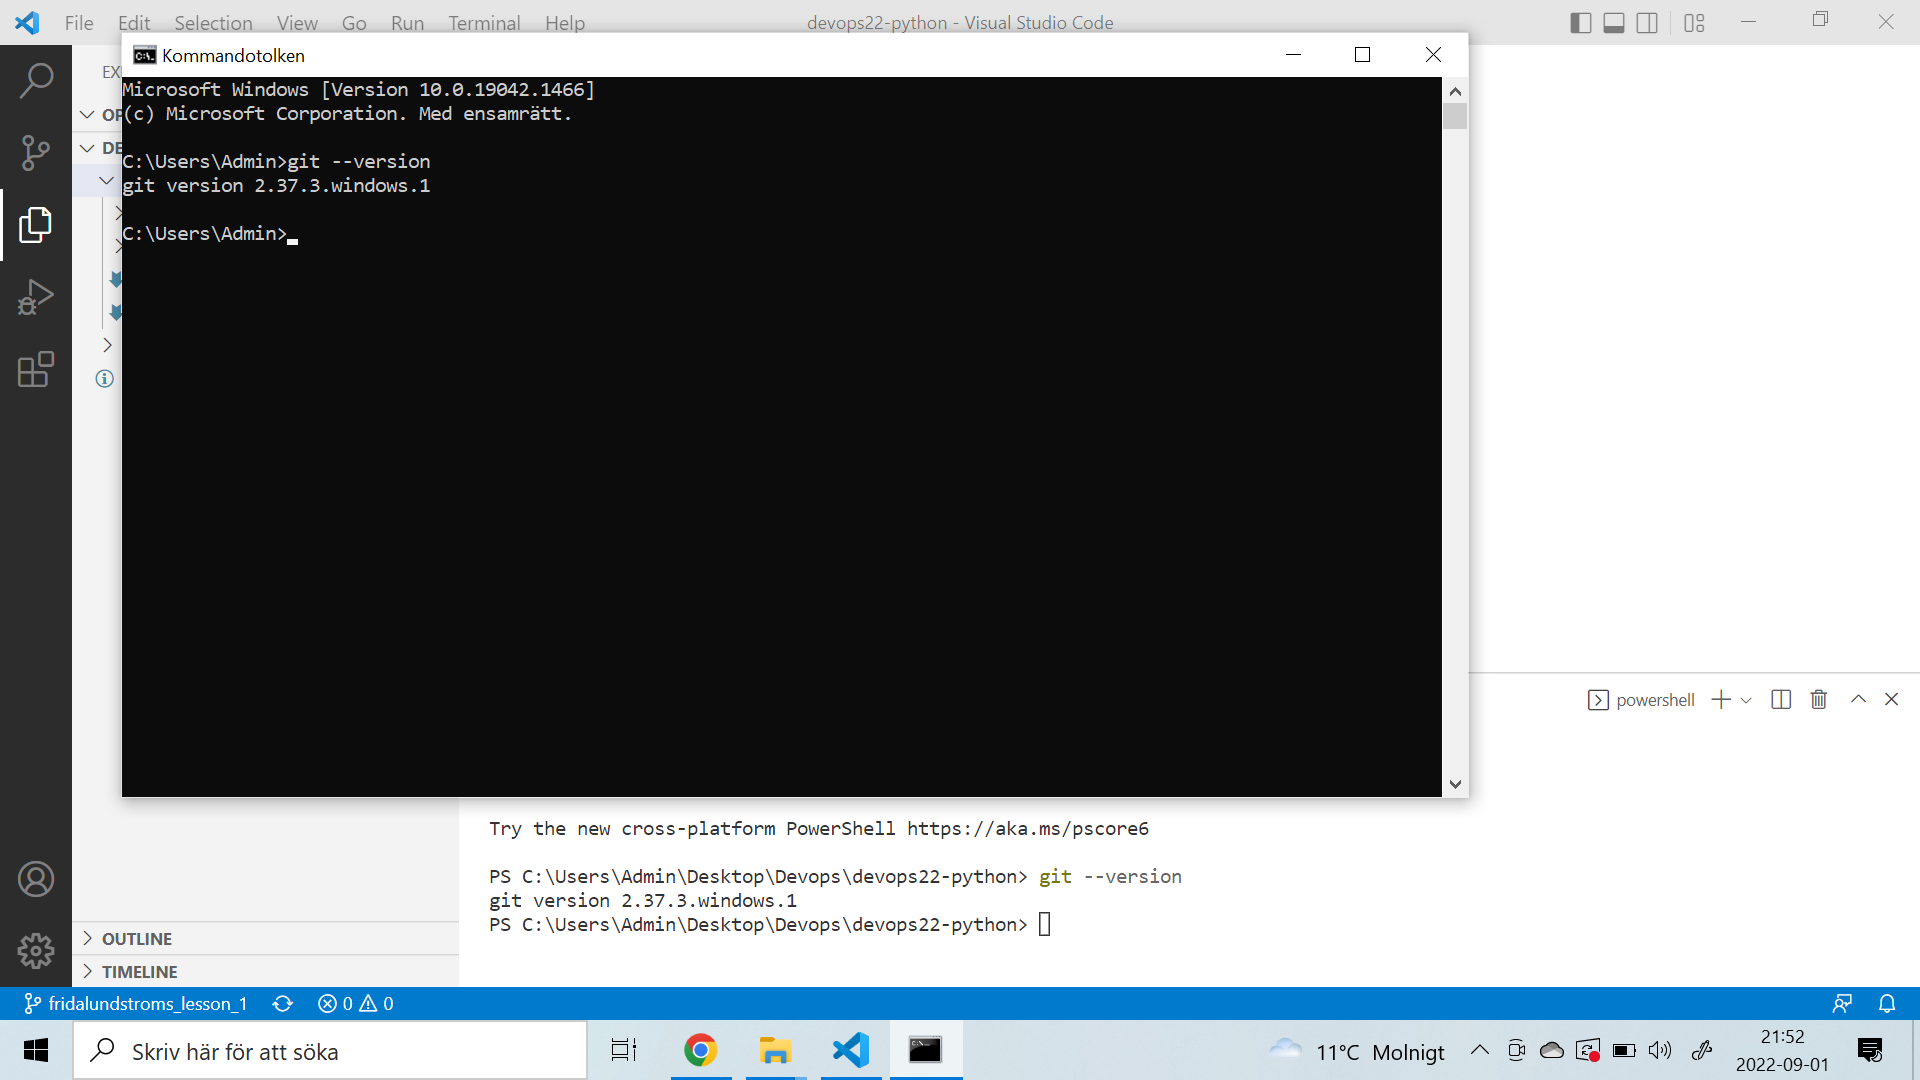 File Edit Selection View Go Run Terminal Help
devops22-python - Visual Studio Code
Kommandotolken
Microsoft Windows [Version 10.0.19042.1466]
(c) Microsoft Corporation. Med ensamrätt.
C:\Users\Admin>git --version
git version 2.37.3.windows.1
C:\Users\Admin>
EX
OP
DE
powershell
Try the new cross-platform PowerShell https://aka.ms/pscore6
PS C:\Users\Admin\Desktop\Devops\devops22-python> git --version
git version 2.37.3.windows.1
PS C:\Users\Admin\Desktop\Devops\devops22-python>
OUTLINE
TIMELINE
fridalundstroms_lesson_1 0 0
Skriv här för att söka
11°C Molnigt
21:52
2022-09-01